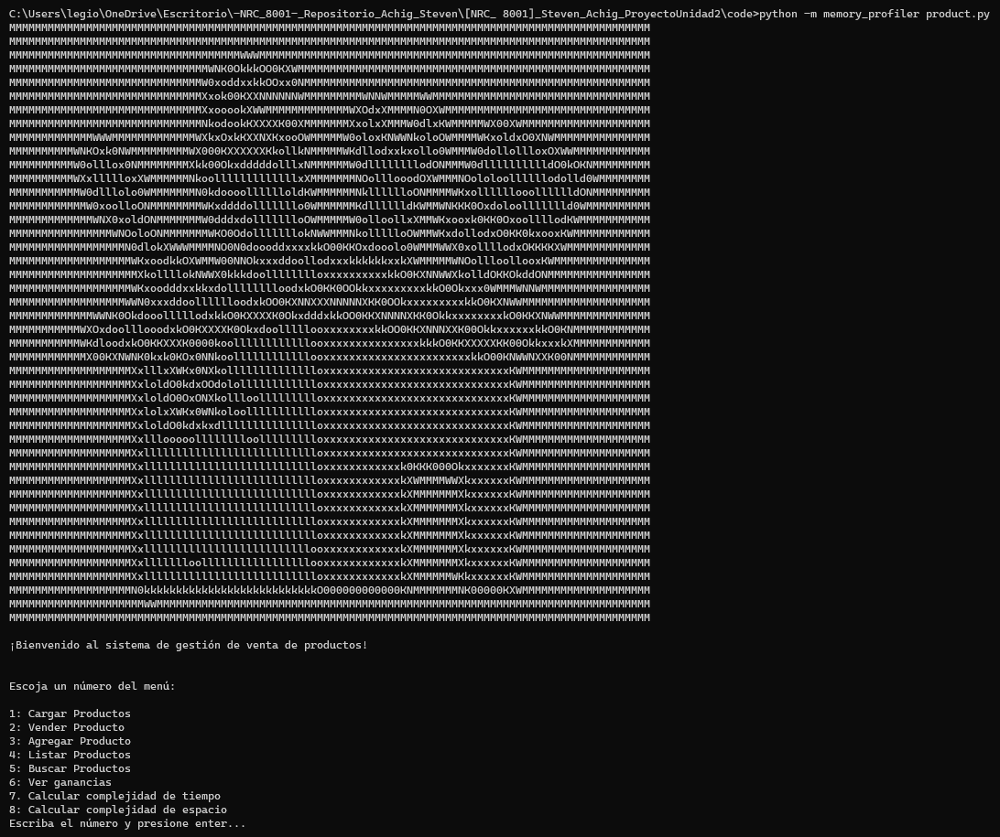 C:\Users\legio\OneDrive\Escritorio\-NRC_8001-_Repositorio_Achig_Steven\[NRC_ 8001]_Steven_Achig_ProyectoUnidad2\code>python -m memory_profiler product.py
¡Bienvenido al sistema de gestión de venta de productos!
Escoja un número del menú:
1: Cargar Productos
2: Vender Producto
3: Agregar Producto
4: Listar Productos
5: Buscar Productos
6: Ver ganancias
7. Calcular complejidad de tiempo
8: Calcular complejidad de espacio
Escriba el número y presione enter...